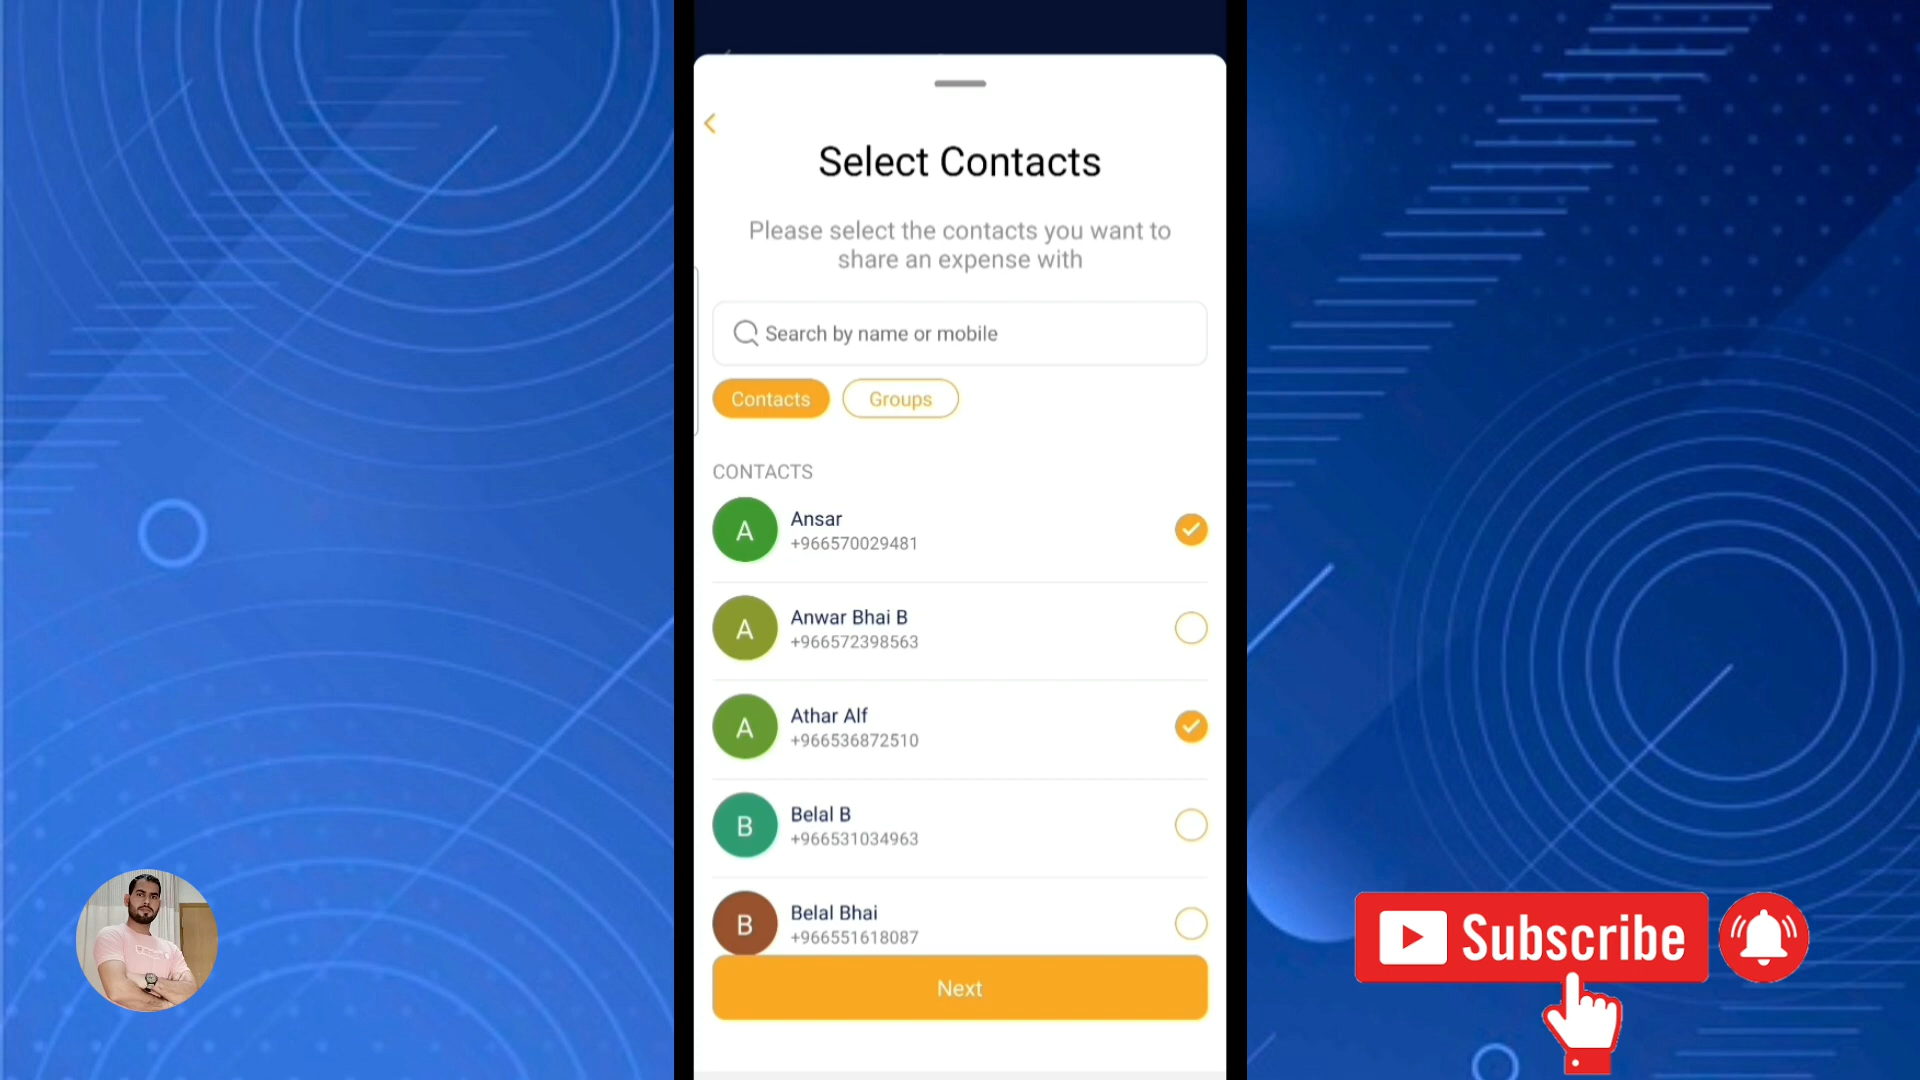 Select Contacts
Please select the contacts you want to
share an expense with
Search by name or mobile
Contacts
Groups
CONTACTS
A
Ansar
+966570029481
A
Anwar Bhai B
+966572398563
A
Athar Alf
+966536872510
B
Belal B
+966531034963
B
Belal Bhai
+966551618087
Next
Subscribe